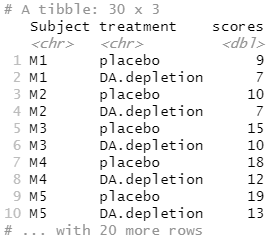 # A tibble: 30 x 3
Subject treatment scores
<chr> <chr> <dbl>
1 M1 placebo 9
2 M1 DA.depletion 7
3 M2 placebo 10
4 M2 DA.depletion 7
5 M3 placebo 15
6 M3 DA.depletion 10
7 M4 placebo 18
8 M4 DA.depletion 12
9 M5 placebo 19
10 M5 DA.depletion 13
# ... with 20 more rows